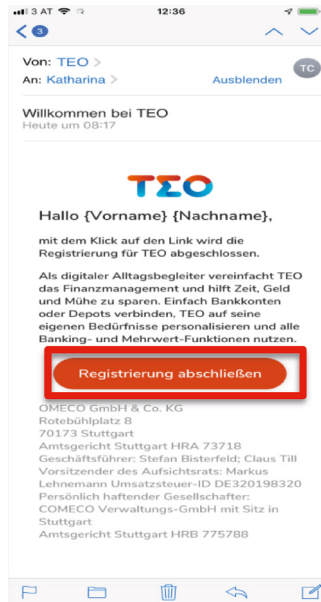 3 AT 12:36
3
Von: TEO >
An: Katharina >
Ausblenden
TC
Willkommen bei TEO
Heute um 08:17
TEO
Hallo {Vorname} {Nachname},
mit dem Klick auf den Link wird die
Registrierung für TEO abgeschlossen.
Als digitaler Alltagsbegleiter vereinfacht TEO
das Finanzmanagement und hilft Zeit, Geld
und Mühe zu sparen. Einfach Bankkonten
oder Depots verbinden, TEO auf seine
eigenen Bedürfnisse personalisieren und alle
Banking- und Mehrwert-Funktionen nutzen.
Registrierung abschließen
OMECO GmbH & Co. KG
Rotebühlplatz 8
70173 Stuttgart
Amtsgericht Stuttgart HRA 73718
Geschäftsführer: Stefan Bisterfeld; Claus Till
Vorsitzender des Aufsichtsrats: Markus
Lehnemann Umsatzsteuer-ID DE320198320
Persönlich haftender Gesellschafter:
COMECO Verwaltungs-GmbH mit Sitz in
Stuttgart
Amtsgericht Stuttgart HRB 775788